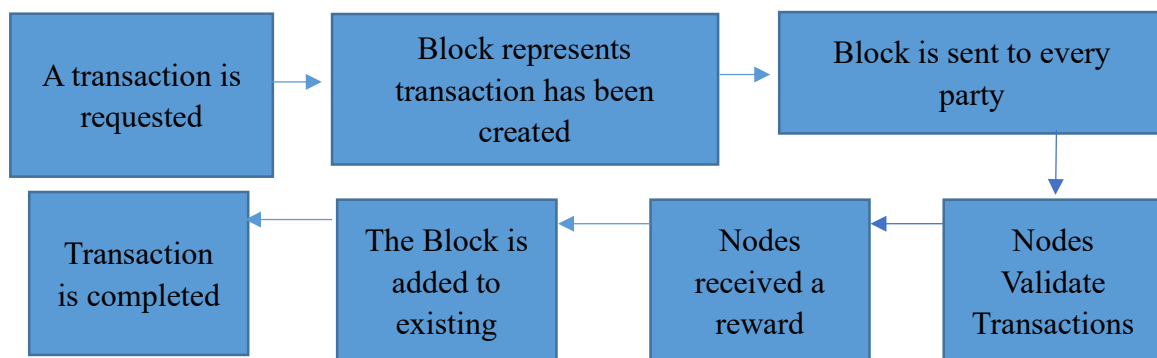 A transaction is
requested
Block represents
transaction has been
created
Block is sent to every
party
Nodes
Validate
Transactions
Nodes
received a
reward
The Block is
added to
existing
Transaction
is completed